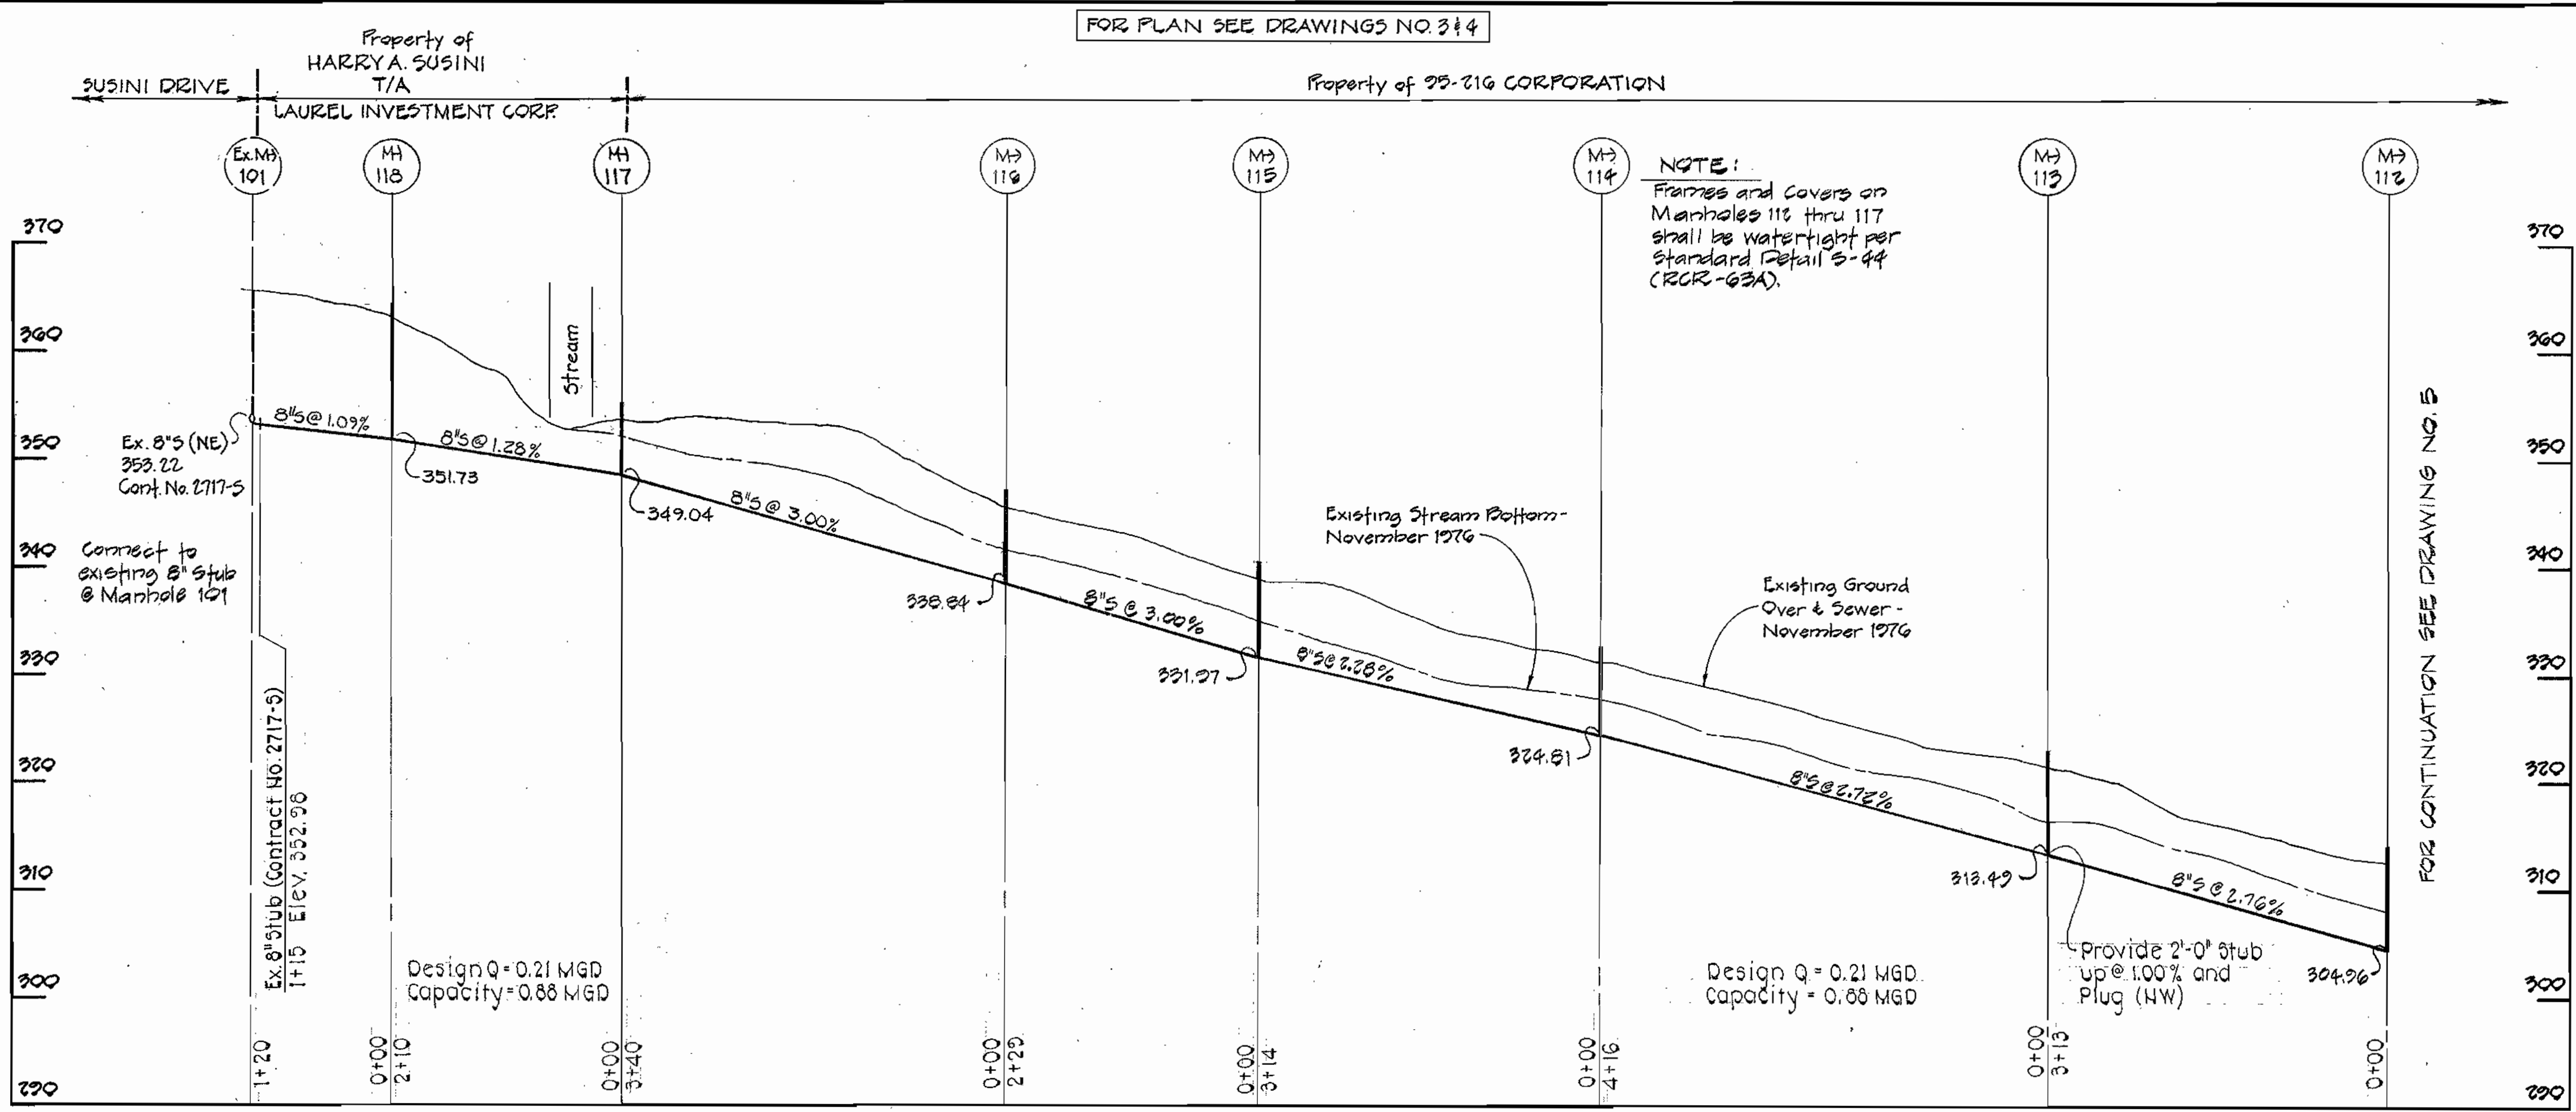 FOR PLAN SEE DRAWINGS NO. 3 & 4
Property of
HARRY A. SUSINI
T/A
LAUREL INVESTMENT CORP.
SUSINI DRIVE
Property of 95-216 CORPORATION
Ex. MH
101
MH
118
MH
117
MH
116
MH
115
MH
114
MH
113
MH
112
NOTE:
Frames and Covers on
Manholes 112 thru 117
shall be watertight per
Standard Detail S-44
(RCR-63A).
370
360
350
340
330
320
310
300
290
370
360
350
340
330
320
310
300
290
Stream
8"S @ 1.09%
8"S @ 1.28%
8"S @ 3.00%
8"S @ 3.00%
8"S @ 2.28%
8"S @ 2.72%
8"S @ 2.76%
Ex. 8"S (NE)
353.22
Cont. No. 2717-S
351.73
349.04
338.84
331.97
324.81
313.49
304.96
Connect to
existing 8" Stub
@ Manhole 101
Existing Stream Bottom-
November 1976
Existing Ground
Over ℄ Sewer -
November 1976
Ex. 8" Stub (Contract No. 2717-S)
1+15 Elev. 352.98
Design Q = 0.21 MGD
Capacity = 0.88 MGD
Design Q = 0.21 MGD
Capacity = 0.88 MGD
Provide 2'-0" Stub
up @ 1.00% and
Plug (NW)
FOR CONTINUATION SEE DRAWING NO. 5
1+20
0+00
2+10
0+00
3+40
0+00
2+29
0+00
3+14
0+00
4+16
0+00
3+13
0+00